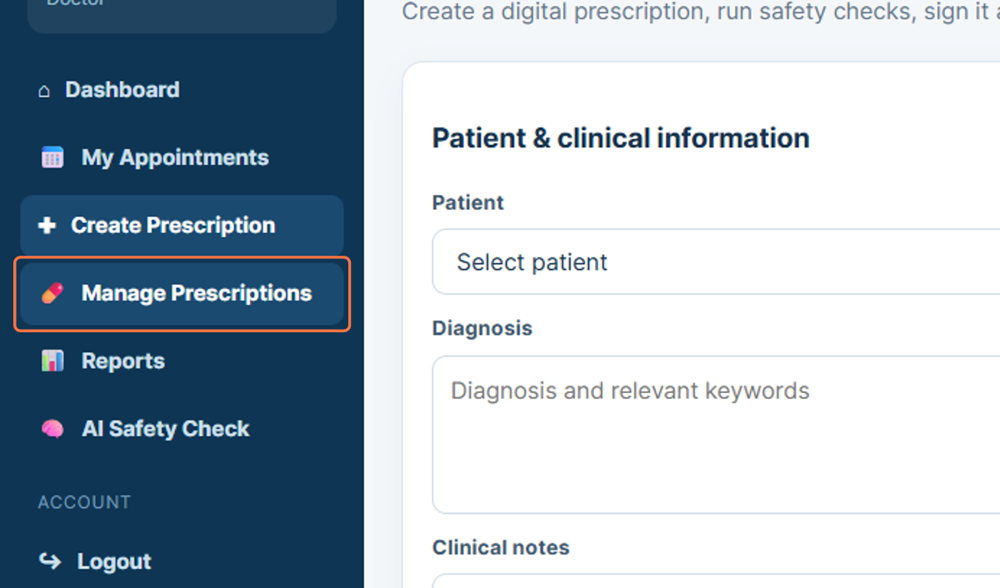 Doctor
Dashboard
My Appointments
Create Prescription
Manage Prescriptions
Reports
AI Safety Check
ACCOUNT
Logout
Create a digital prescription, run safety checks, sign it
Patient & clinical information
Patient
Select patient
Diagnosis
Diagnosis and relevant keywords
Clinical notes